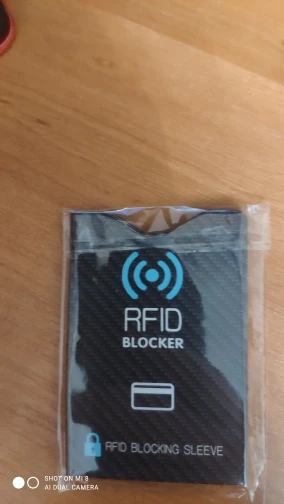 RFID
BLOCKER
RFID BLOCKING SLEEVE
SHOT ON MI 8
AI DUAL CAMERA